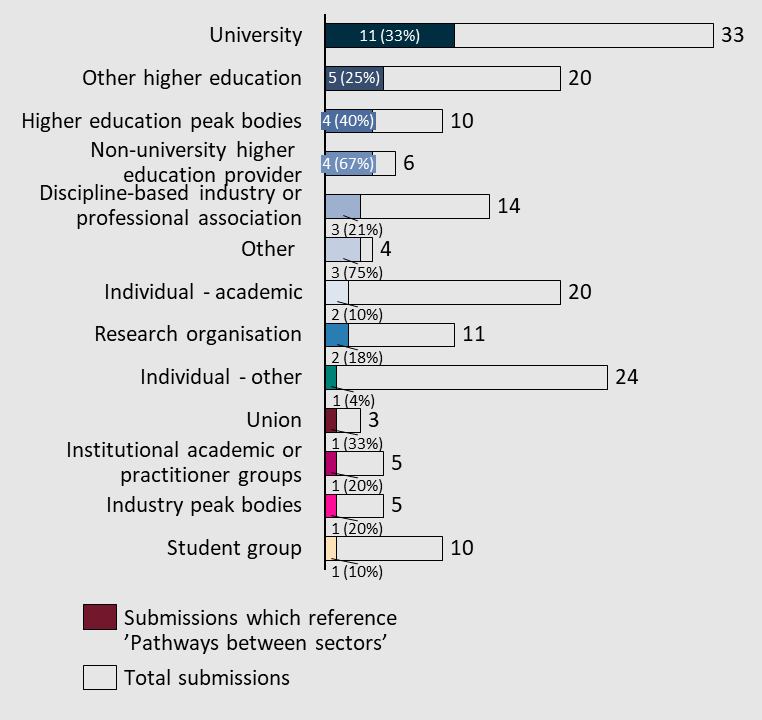 University 11 (33%) 33
Other higher education 5 (25%) 20
Higher education peak bodies 4 (40%) 10
Non-university higher
education provider 4 (67%) 6
Discipline-based industry or
professional association 14
3 (21%)
Other 4
3 (75%)
Individual - academic 20
2 (10%)
Research organisation 11
2 (18%)
Individual - other 24
1 (4%)
Union 3
1 (33%)
Institutional academic or
practitioner groups 5
1 (20%)
Industry peak bodies 5
1 (20%)
Student group 10
1 (10%)
Submissions which reference
’Pathways between sectors’
Total submissions